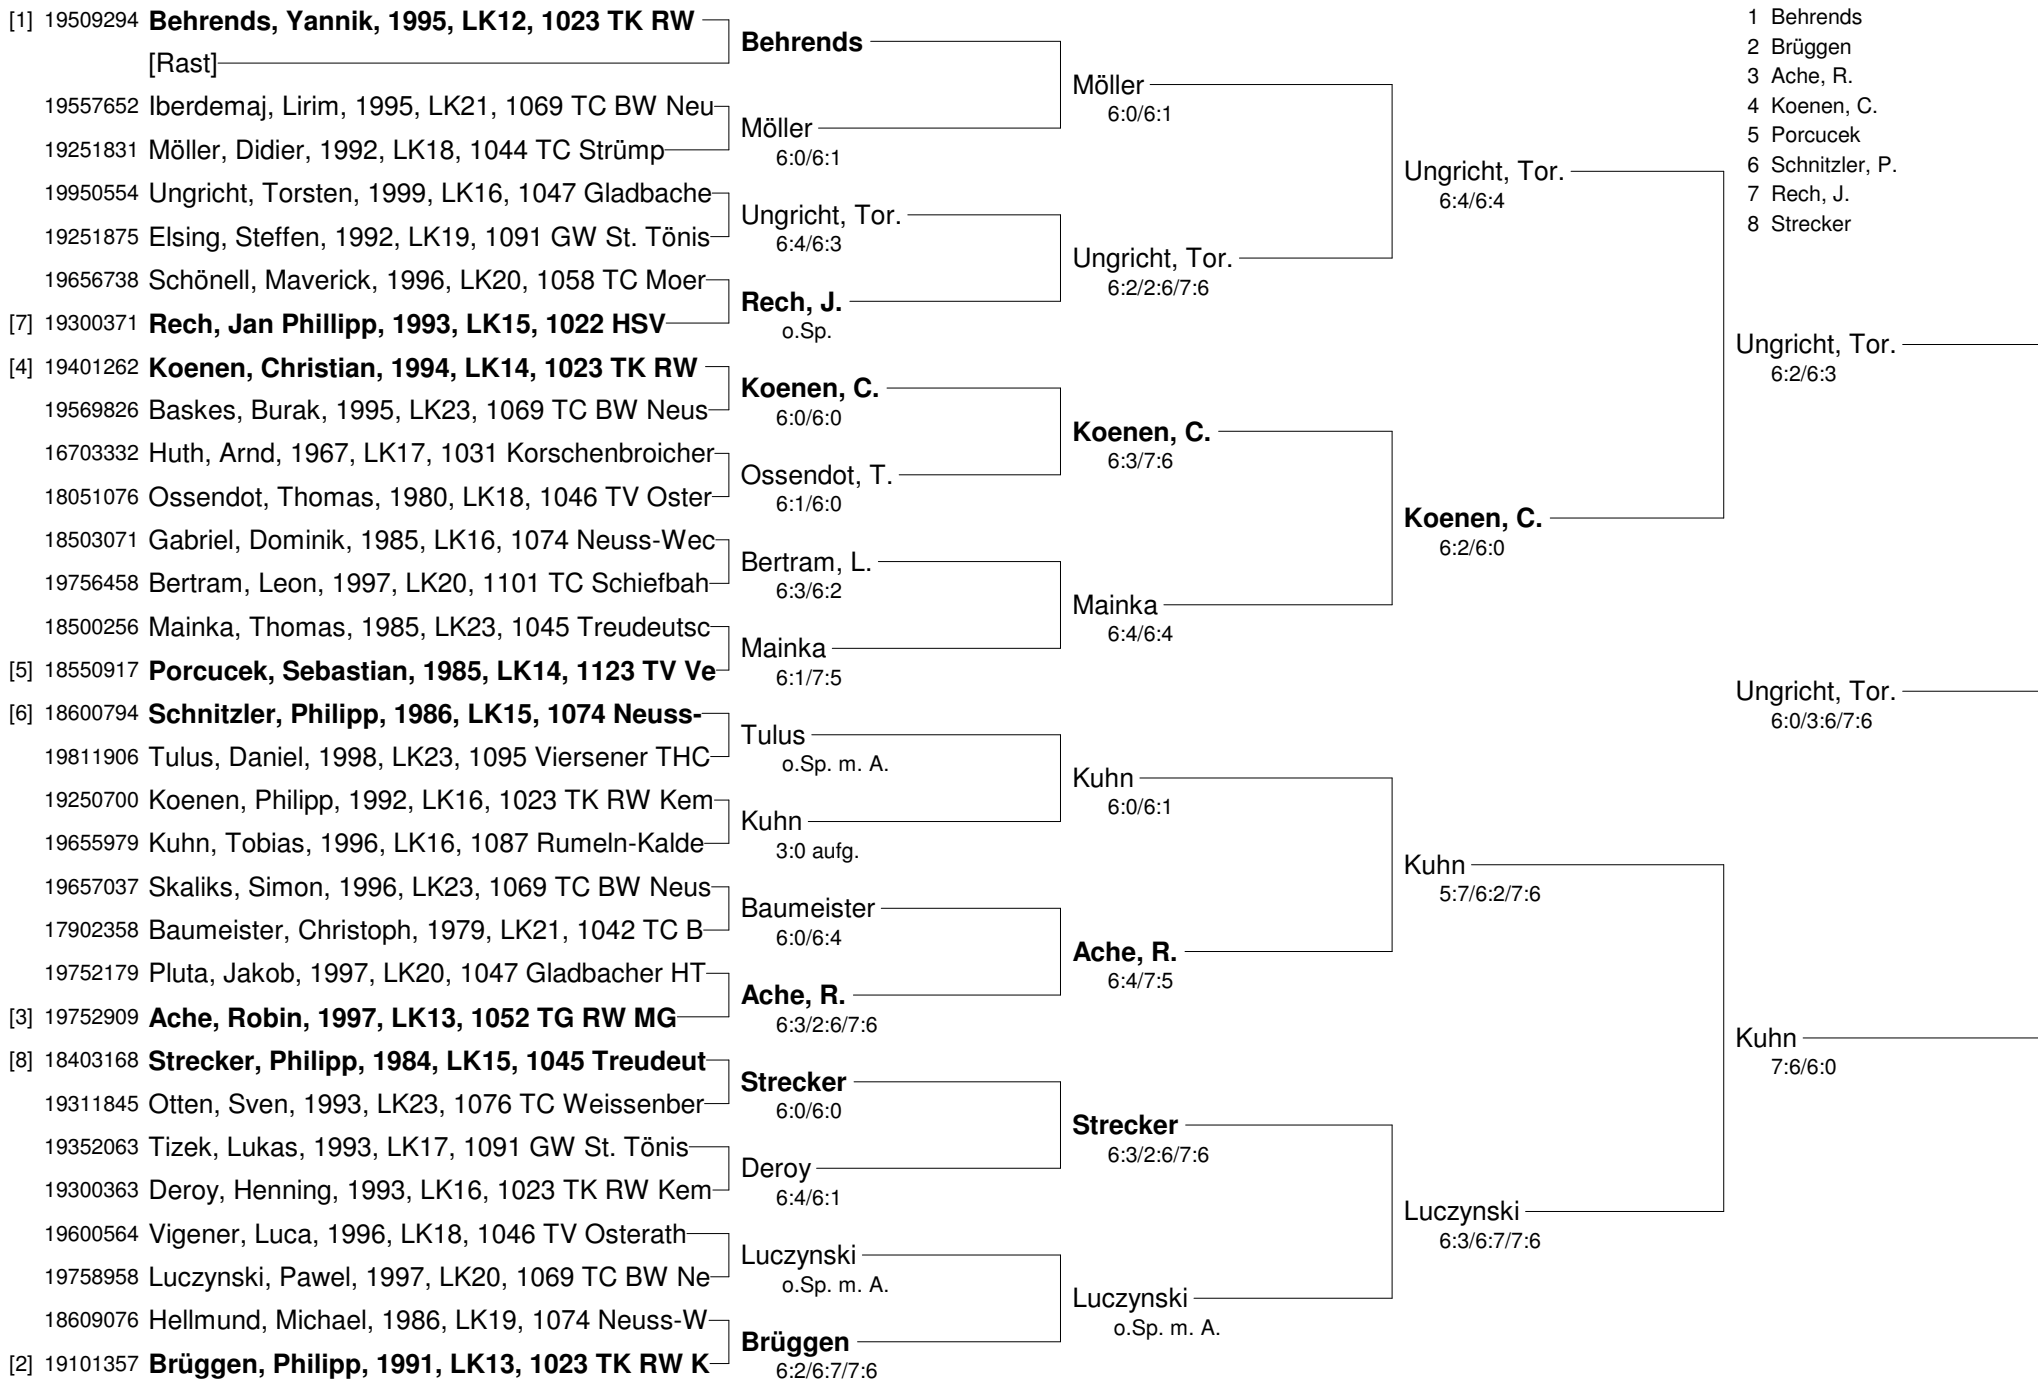 [1] 19509294 Behrends, Yannik, 1995, LK12, 1023 TK RW
[Rast]
19557652 Iberdemaj, Lirim, 1995, LK21, 1069 TC BW Neu
19251831 Möller, Didier, 1992, LK18, 1044 TC Strümp
19950554 Ungricht, Torsten, 1999, LK16, 1047 Gladbache
19251875 Elsing, Steffen, 1992, LK19, 1091 GW St. Tönis
19656738 Schönell, Maverick, 1996, LK20, 1058 TC Moer
[7] 19300371 Rech, Jan Phillipp, 1993, LK15, 1022 HSV
[4] 19401262 Koenen, Christian, 1994, LK14, 1023 TK RW
19569826 Baskes, Burak, 1995, LK23, 1069 TC BW Neus
16703332 Huth, Arnd, 1967, LK17, 1031 Korschenbroicher
18051076 Ossendot, Thomas, 1980, LK18, 1046 TV Oster
18503071 Gabriel, Dominik, 1985, LK16, 1074 Neuss-Wec
19756458 Bertram, Leon, 1997, LK20, 1101 TC Schiefbah
18500256 Mainka, Thomas, 1985, LK23, 1045 Treudeutsc
[5] 18550917 Porcucek, Sebastian, 1985, LK14, 1123 TV Ve
[6] 18600794 Schnitzler, Philipp, 1986, LK15, 1074 Neuss-
19811906 Tulus, Daniel, 1998, LK23, 1095 Viersener THC
19250700 Koenen, Philipp, 1992, LK16, 1023 TK RW Kem
19655979 Kuhn, Tobias, 1996, LK16, 1087 Rumeln-Kalde
19657037 Skaliks, Simon, 1996, LK23, 1069 TC BW Neus
17902358 Baumeister, Christoph, 1979, LK21, 1042 TC B
19752179 Pluta, Jakob, 1997, LK20, 1047 Gladbacher HT
[3] 19752909 Ache, Robin, 1997, LK13, 1052 TG RW MG
[8] 18403168 Strecker, Philipp, 1984, LK15, 1045 Treudeut
19311845 Otten, Sven, 1993, LK23, 1076 TC Weissenber
19352063 Tizek, Lukas, 1993, LK17, 1091 GW St. Tönis
19300363 Deroy, Henning, 1993, LK16, 1023 TK RW Kem
19600564 Vigener, Luca, 1996, LK18, 1046 TV Osterath
19758958 Luczynski, Pawel, 1997, LK20, 1069 TC BW Ne
18609076 Hellmund, Michael, 1986, LK19, 1074 Neuss-W
[2] 19101357 Brüggen, Philipp, 1991, LK13, 1023 TK RW K
Behrends
Möller
6:0/6:1
Ungricht, Tor.
6:4/6:3
Rech, J.
o.Sp.
Koenen, C.
6:0/6:0
Ossendot, T.
6:1/6:0
Bertram, L.
6:3/6:2
Mainka
6:1/7:5
Tulus
o.Sp. m. A.
Kuhn
3:0 aufg.
Baumeister
6:0/6:4
Ache, R.
6:3/2:6/7:6
Strecker
6:0/6:0
Deroy
6:4/6:1
Luczynski
o.Sp. m. A.
Brüggen
6:2/6:7/7:6
Möller
6:0/6:1
Ungricht, Tor.
6:2/2:6/7:6
Koenen, C.
6:3/7:6
Mainka
6:4/6:4
Kuhn
6:0/6:1
Ache, R.
6:4/7:5
Strecker
6:3/2:6/7:6
Luczynski
o.Sp. m. A.
Ungricht, Tor.
6:4/6:4
Koenen, C.
6:2/6:0
Kuhn
5:7/6:2/7:6
Luczynski
6:3/6:7/7:6
1 Behrends
2 Brüggen
3 Ache, R.
4 Koenen, C.
5 Porcucek
6 Schnitzler, P.
7 Rech, J.
8 Strecker
Ungricht, Tor.
6:2/6:3
Ungricht, Tor.
6:0/3:6/7:6
Kuhn
7:6/6:0